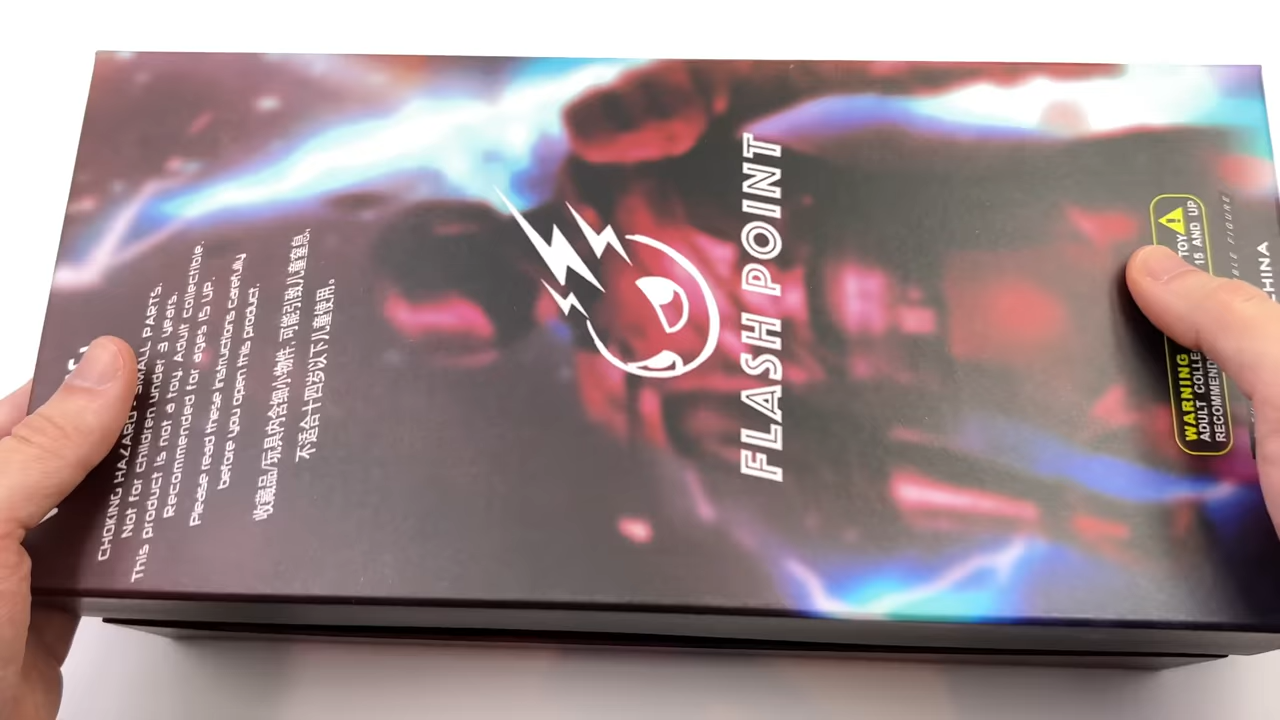 CHOKING HAZARD - SMALL PARTS.
Not for children under 3 years.
This product is not a toy. Adult collectible.
Recommended for ages 15 UP.
Please read these instructions carefully
before you open this product.
收藏品/玩具内含细小物件,可能引致儿童窒息,
不适合十四岁以下儿童使用。
FLASH POINT
WARNING
TOY
ADULT COLLE
15 AND UP
RECOMMEND
FIGURE
CHINA